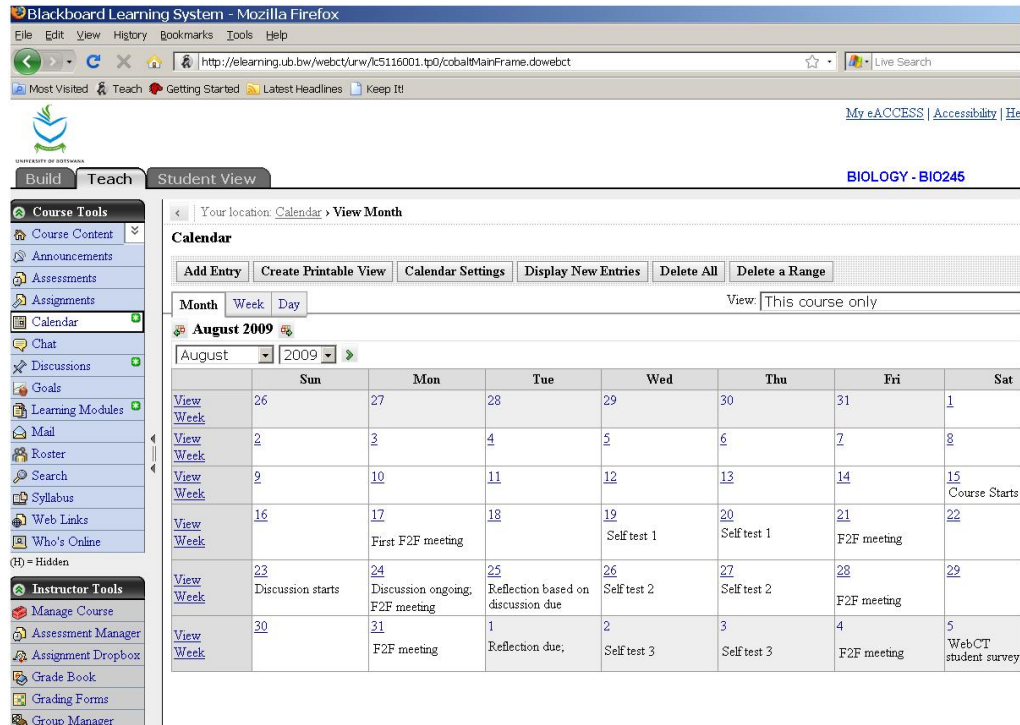 Blackboard Learning System - Mozilla Firefox
File Edit View History Bookmarks Tools Help
http://elearning.ub.bw/webct/urw/lc5116001.tp0/cobaltMainFrame.dowebct
Live Search
Most Visited Teach Getting Started Latest Headlines Keep It!
My eACCESS | Accessibility | He
UNIVERSITY OF BOTSWANA
Build Teach Student View
BIOLOGY - BIO245
Course Tools
Course Content
Announcements
Assessments
Assignments
Calendar
Chat
Discussions
Goals
Learning Modules
Mail
Roster
Search
Syllabus
Web Links
Who's Online
(H) = Hidden
Instructor Tools
Manage Course
Assessment Manager
Assignment Dropbox
Grade Book
Grading Forms
Group Manager
Your location: Calendar › View Month
Calendar
Add Entry Create Printable View Calendar Settings Display New Entries Delete All Delete a Range
Month Week Day
View: This course only
August 2009
August 2009
Sun Mon Tue Wed Thu Fri Sat
View 26 27 28 29 30 31 1
Week
View 2 3 4 5 6 7 8
Week
View 9 10 11 12 13 14 15
Week Course Starts
16 17 18 19 20 21 22
View Self test 1 Self test 1
Week First F2F meeting F2F meeting
23 24 25 26 27 28 29
View Discussion starts Discussion ongoing; Reflection based on Self test 2 Self test 2
Week F2F meeting discussion due F2F meeting
30 31 1 2 3 4 5
View Reflection due; WebCT
Week F2F meeting Self test 3 Self test 3 F2F meeting student survey